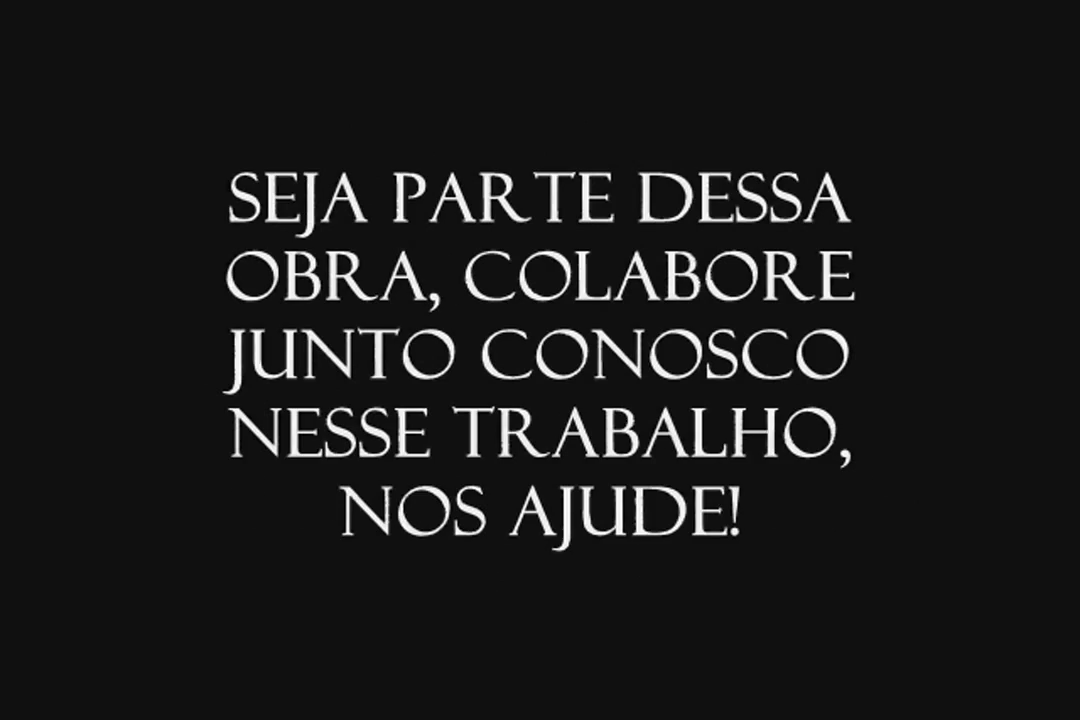 SEJA PARTE DESSA
OBRA, COLABORE
JUNTO CONOSCO
NESSE TRABALHO,
NOS AJUDE!